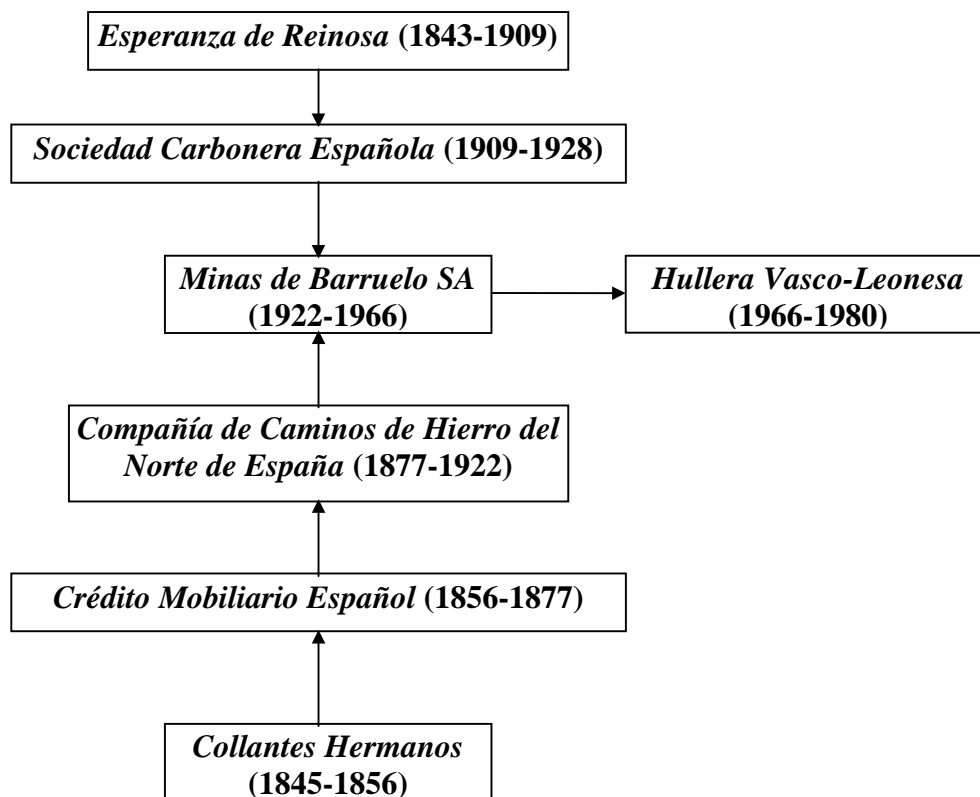 Esperanza de Reinosa (1843-1909)
Sociedad Carbonera Española (1909-1928)
Minas de Barruelo SA
(1922-1966)
Hullera Vasco-Leonesa
(1966-1980)
Compañía de Caminos de Hierro del
Norte de España (1877-1922)
Crédito Mobiliario Español (1856-1877)
Collantes Hermanos
(1845-1856)